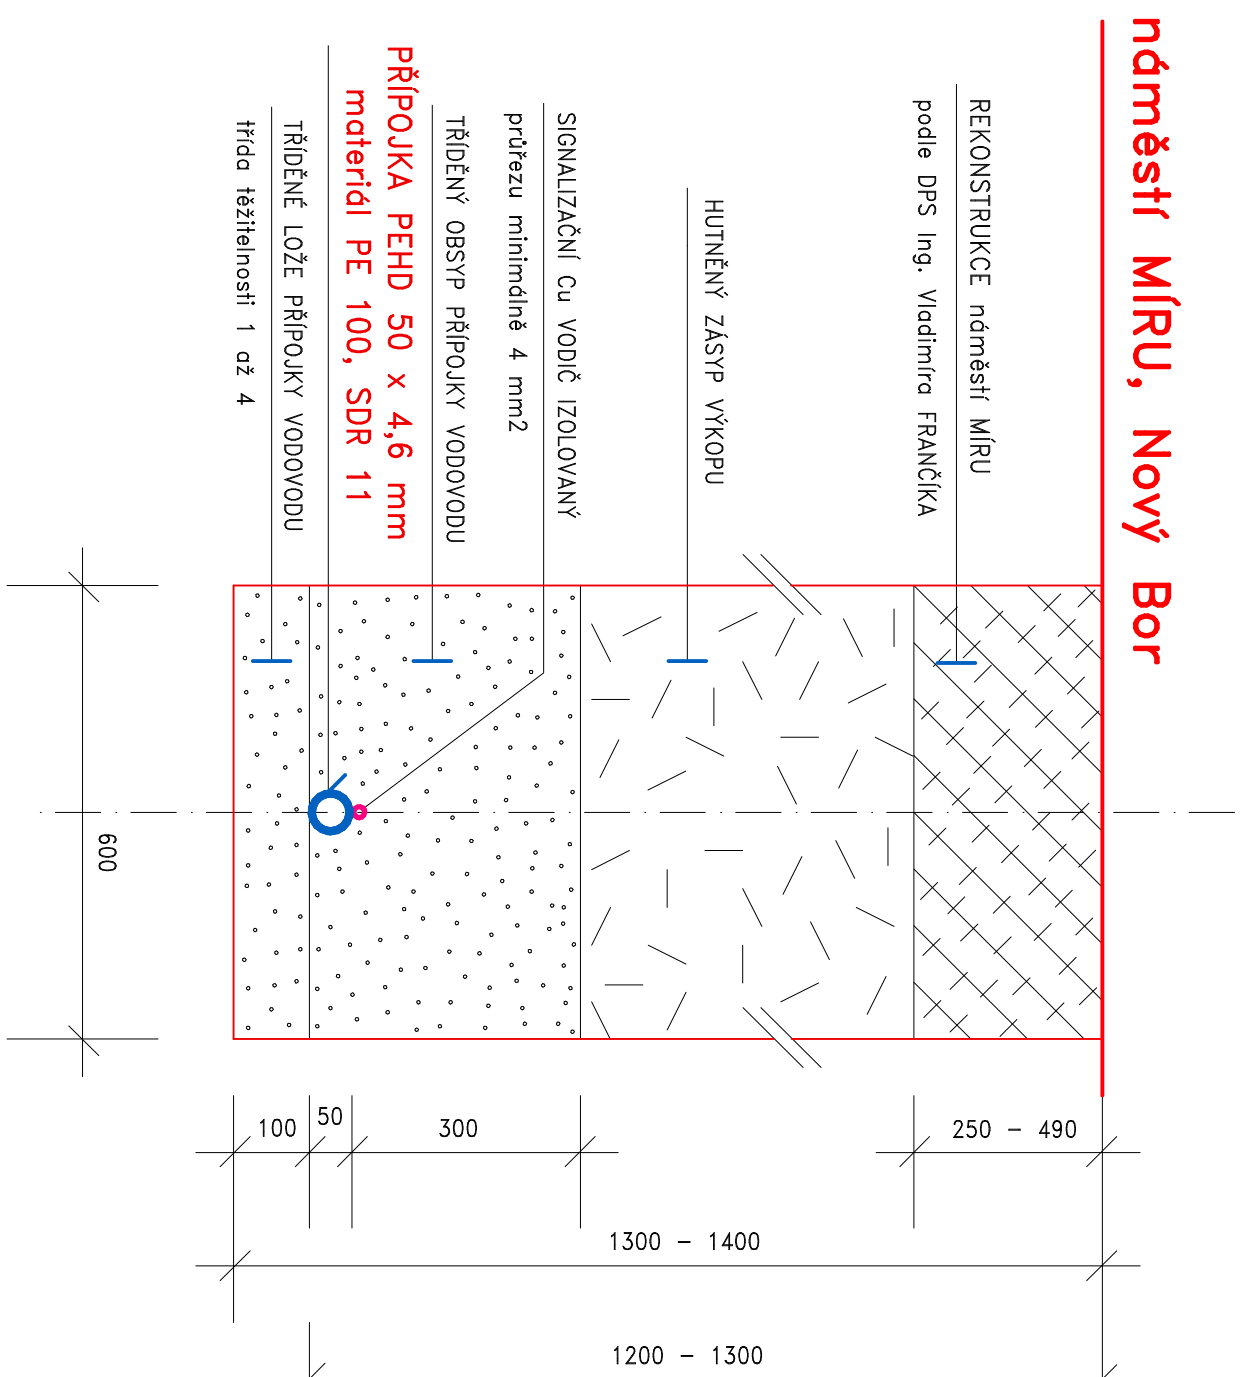 náměstí MÍRU, Nový Bor
REKONSTRUKCE náměstí MÍRU
podle DPS Ing. Vladimíra FRANČÍKA
HUTNĚNÝ ZÁSYP VÝKOPU
SIGNALIZAČNÍ Cu VODIČ IZOLOVANÝ
průřezu minimálně 4 mm2
TŘÍDĚNÝ OBSYP PŘÍPOJKY VODOVODU
PŘÍPOJKA PEHD 50 x 4,6 mm
materiál PE 100, SDR 11
TŘÍDĚNÉ LOŽE PŘÍPOJKY VODOVODU
třída těžitelnosti 1 až 4
600
100
50
300
250 - 490
1300 - 1400
1200 - 1300